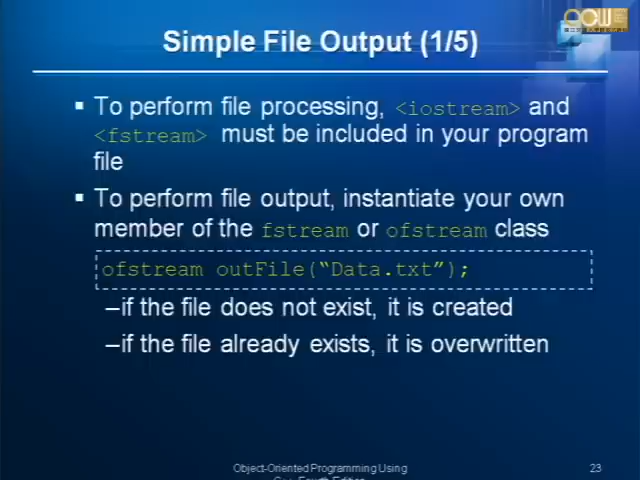 OCW
Simple File Output (1/5)
▪ To perform file processing, <iostream> and
<fstream> must be included in your program
file
▪ To perform file output, instantiate your own
member of the fstream or ofstream class
ofstream outFile(“Data.txt”);
–if the file does not exist, it is created
–if the file already exists, it is overwritten
Object-Oriented Programming Using
C++ Fourth Edition
23